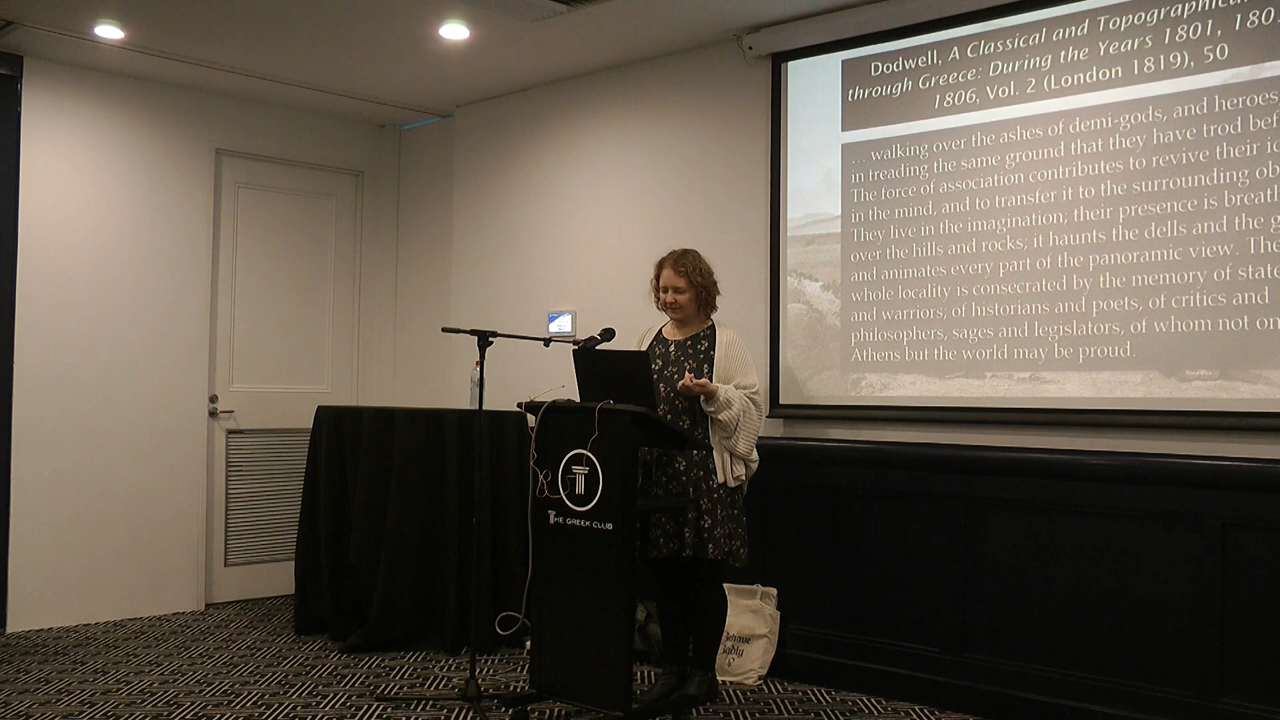 Dodwell, A Classical and Topographical
through Greece: During the Years 1801, 180
1806, Vol. 2 (London 1819), 50
... walking over the ashes of demi-gods, and heroes
in treading the same ground that they have trod bef
The force of association contributes to revive their
in the mind, and to transfer it to the surrounding ob
They live in the imagination; their presence is breath
over the hills and rocks; it haunts the dells and the g
and animates every part of the panoramic view. The
whole locality is consecrated by the memory of state
and warriors; of historians and poets, of critics and
philosophers, sages and legislators, of whom not on
Athens but the world may be proud.
THE GREEK CLUB
Behave
Badly